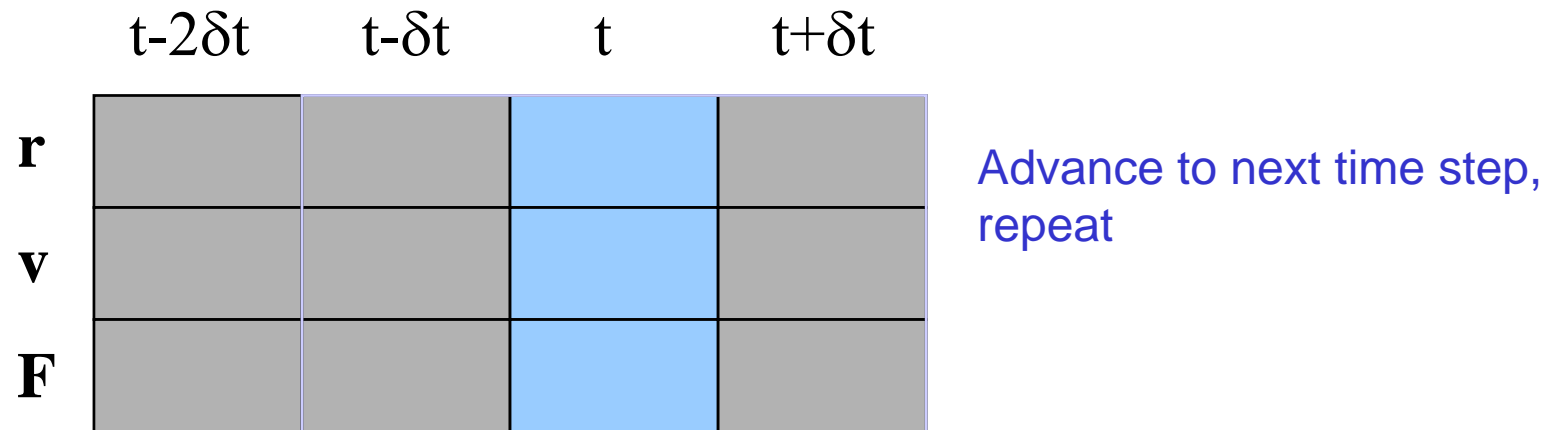 t-2δt t-δt t t+δt
r
Advance to next time step,
repeat
v
F